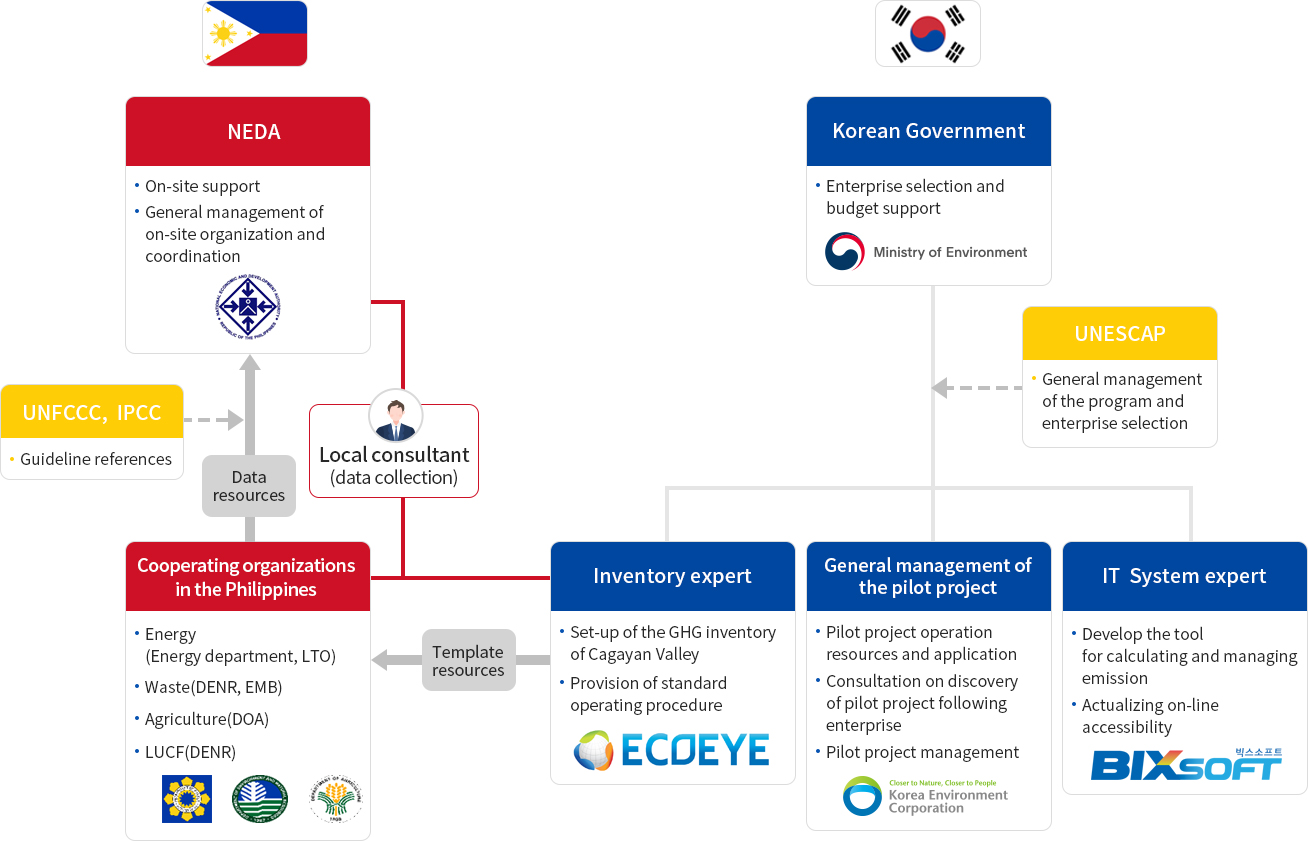 NEDA
• On-site support
• General management of
on-site organization and
coordination
NATIONAL ECONOMIC AND DEVELOPMENT AUTHORITY
REPUBLIC OF THE PHILIPPINES
Korean Government
• Enterprise selection and
budget support
Ministry of Environment
UNESCAP
• General management
of the program and
enterprise selection
UNFCCC, IPCC
• Guideline references
Data
resources
Local consultant
(data collection)
Cooperating organizations
in the Philippines
• Energy
(Energy department, LTO)
• Waste(DENR, EMB)
• Agriculture(DOA)
• LUCF(DENR)
DEPARTMENT OF AGRICULTURE
Template
resources
Inventory expert
• Set-up of the GHG inventory
of Cagayan Valley
• Provision of standard
operating procedure
ECOEYE
General management of
the pilot project
• Pilot project operation
resources and application
• Consultation on discovery
of pilot project following
enterprise
• Pilot project management
Closer to Nature, Closer to People
Korea Environment
Corporation
IT System expert
• Develop the tool
for calculating and managing
emission
• Actualizing on-line
accessibility
빅스소프트
BIXSOFT